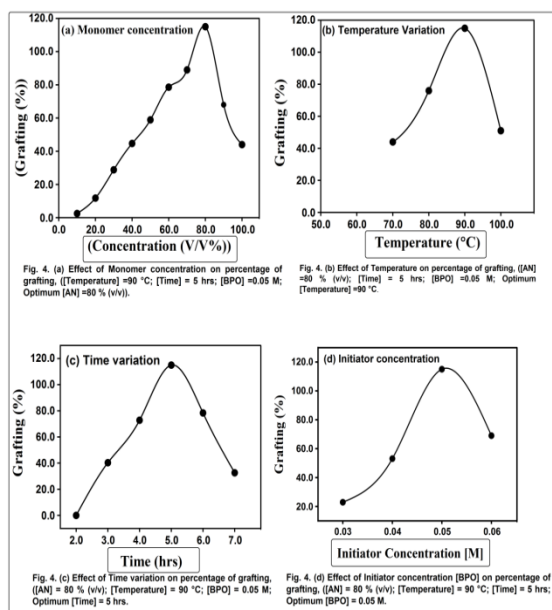 (a) Monomer concentration
(Grafting (%)
120.0
100.0
80.0
60.0
40.0
20.0
0.0
0.0 20.0 40.0 60.0 80.0 100.0
(Concentration (V/V%))
Fig. 4. (a) Effect of Monomer concentration on percentage of
grafting, ([Temperature] =90 °C; [Time] = 5 hrs; [BPO] =0.05 M;
Optimum [AN] =80 % (v/v)).
(b) Temperature Variation
Grafting (%)
120.0
100.0
80.0
60.0
40.0
20.0
0.0
50.0 60.0 70.0 80.0 90.0 100.0
Temperature (°C)
Fig. 4. (b) Effect of Temperature on percentage of grafting, ([AN]
=80 % (v/v); [Time] = 5 hrs; [BPO] =0.05 M; Optimum
[Temperature] =90 °C.
(c) Time variation
Grafting (%)
120.0
100.0
80.0
60.0
40.0
20.0
0.0
2.0 3.0 4.0 5.0 6.0 7.0
Time (hrs)
Fig. 4. (c) Effect of Time variation on percentage of grafting,
([AN] = 80 % (v/v); [Temperature] = 90 °C; [BPO] = 0.05 M;
Optimum [Time] = 5 hrs.
(d) Initiator concentration
Grafting (%)
120.0
100.0
80.0
60.0
40.0
20.0
0.0
0.03 0.04 0.05 0.06
Initiator Concentration [M]
Fig. 4. (d) Effect of Initiator concentration [BPO] on percentage of
grafting, ([AN] = 80 % (v/v); [Temperature] = 90 °C; [Time] = 5 hrs;
Optimum [BPO] = 0.05 M.